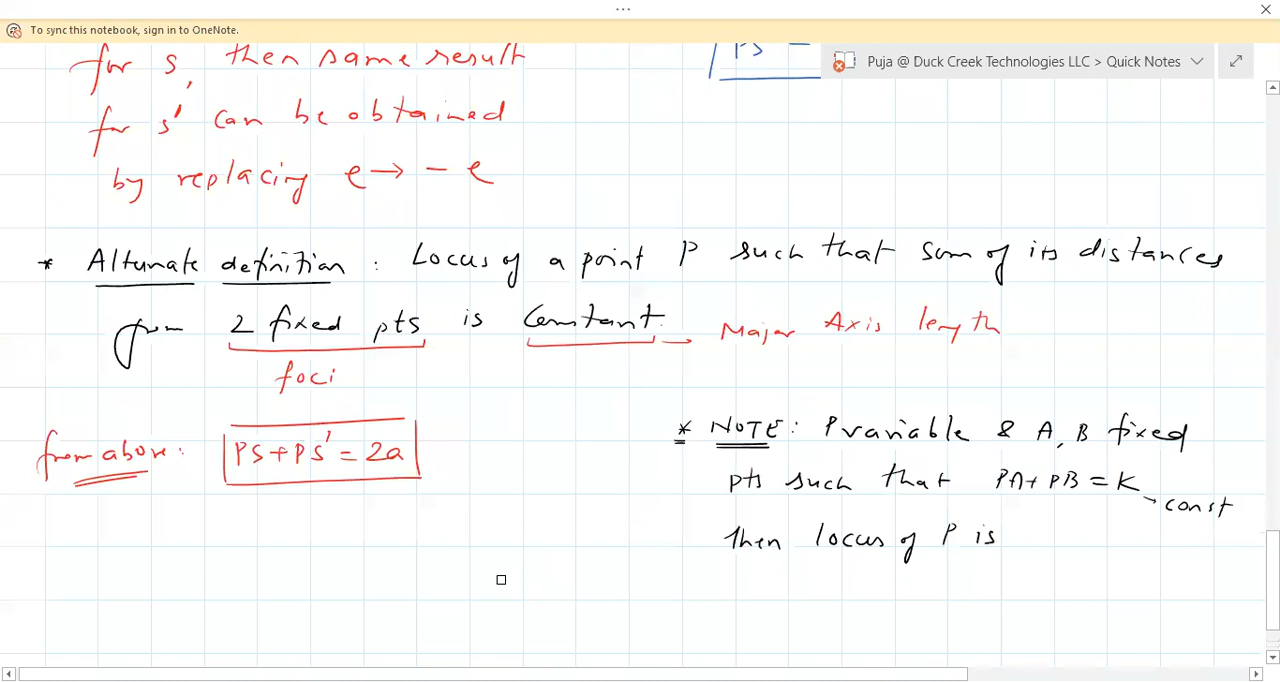 To sync this notebook, sign in to OneNote.
Puja @ Duck Creek Technologies LLC > Quick Notes
for S, then same result
for S' can be obtained
by replacing e → - e
PS =
* Alternate definition : Locus of a point P such that sum of its distances
from 2 fixed pts is constant. → Major Axis length
foci
from above : PS + PS' = 2a
* NOTE : P variable & A, B fixed
pts such that PA + PB = K → const
then locus of P is